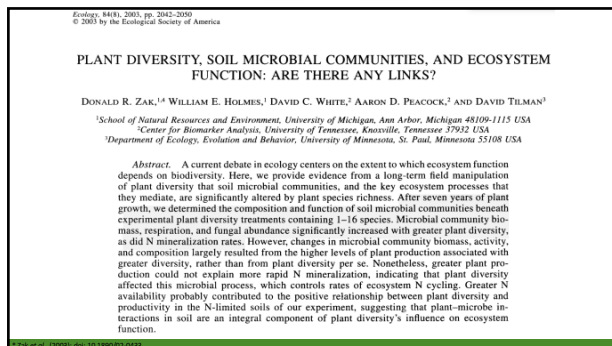 Ecology, 84(8), 2003, pp. 2042–2050
© 2003 by the Ecological Society of America
PLANT DIVERSITY, SOIL MICROBIAL COMMUNITIES, AND ECOSYSTEM
FUNCTION: ARE THERE ANY LINKS?
DONALD R. ZAK,1,4 WILLIAM E. HOLMES,1 DAVID C. WHITE,2 AARON D. PEACOCK,2 AND DAVID TILMAN3
1School of Natural Resources and Environment, University of Michigan, Ann Arbor, Michigan 48109-1115 USA
2Center for Biomarker Analysis, University of Tennessee, Knoxville, Tennessee 37932 USA
3Department of Ecology, Evolution and Behavior, University of Minnesota, St. Paul, Minnesota 55108 USA
Abstract. A current debate in ecology centers on the extent to which ecosystem function
depends on biodiversity. Here, we provide evidence from a long-term field manipulation
of plant diversity that soil microbial communities, and the key ecosystem processes that
they mediate, are significantly altered by plant species richness. After seven years of plant
growth, we determined the composition and function of soil microbial communities beneath
experimental plant diversity treatments containing 1–16 species. Microbial community bio-
mass, respiration, and fungal abundance significantly increased with greater plant diversity,
as did N mineralization rates. However, changes in microbial community biomass, activity,
and composition largely resulted from the higher levels of plant production associated with
greater diversity, rather than from plant diversity per se. Nonetheless, greater plant pro-
duction could not explain more rapid N mineralization, indicating that plant diversity
affected this microbial process, which controls rates of ecosystem N cycling. Greater N
availability probably contributed to the positive relationship between plant diversity and
productivity in the N-limited soils of our experiment, suggesting that plant–microbe in-
teractions in soil are an integral component of plant diversity's influence on ecosystem
function.
* Zak et al. (2003); doi: 10.1890/02-0433